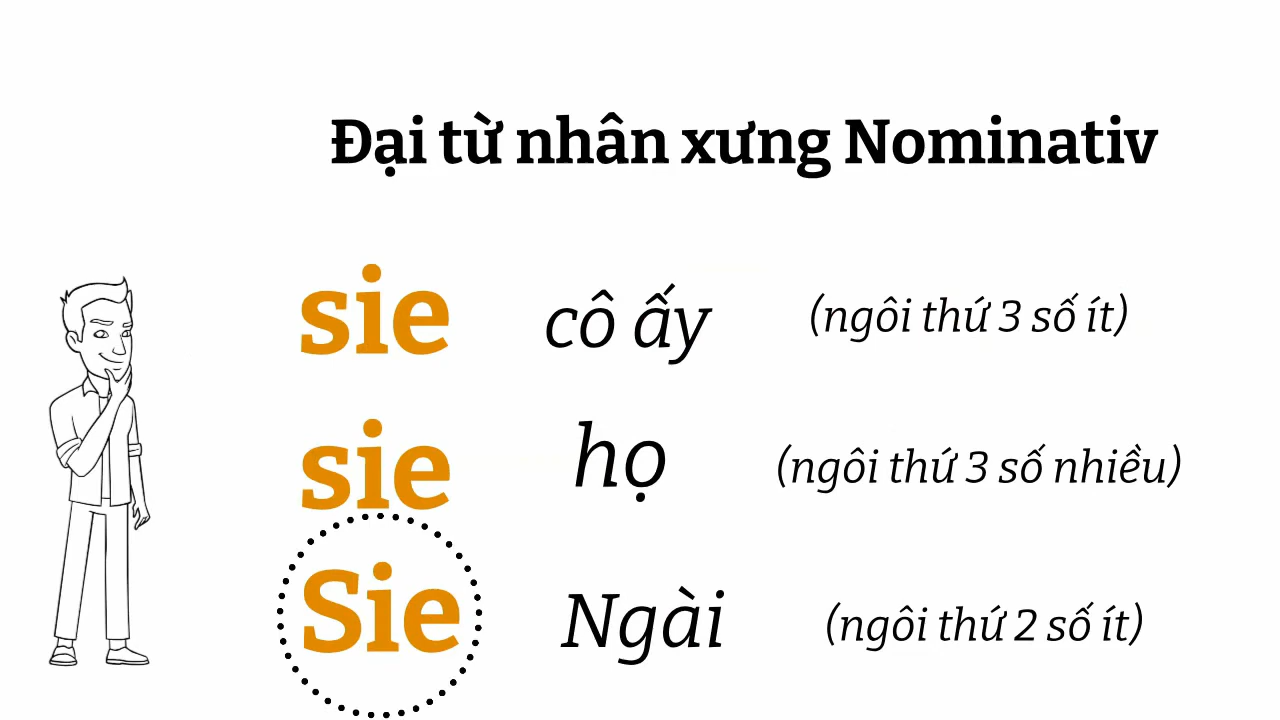 Đại từ nhân xưng Nominativ
sie cô ấy (ngôi thứ 3 số ít)
sie họ (ngôi thứ 3 số nhiều)
Sie Ngài (ngôi thứ 2 số ít)